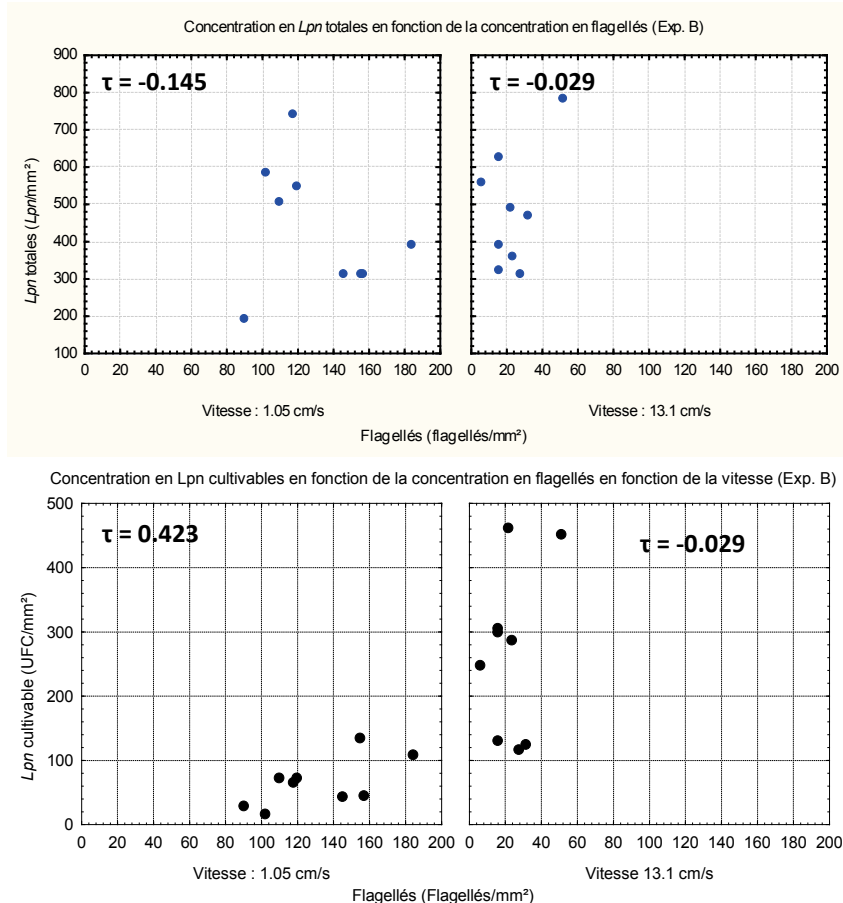 Concentration en Lpn totales en fonction de la concentration en flagellés (Exp. B)
τ = -0.145
τ = -0.029
Lpn totales (Lpn/mm²)
900
800
700
600
500
400
300
200
100
0 20 40 60 80 100 120 140 160 180 200
0 20 40 60 80 100 120 140 160 180 200
Vitesse : 1.05 cm/s
Vitesse : 13.1 cm/s
Flagellés (flagellés/mm²)
Concentration en Lpn cultivables en fonction de la concentration en flagellés en fonction de la vitesse (Exp. B)
τ = 0.423
τ = -0.029
Lpn cultivable (UFC/mm²)
500
400
300
200
100
0
0 20 40 60 80 100 120 140 160 180 200
0 20 40 60 80 100 120 140 160 180 200
Vitesse : 1.05 cm/s
Vitesse 13.1 cm/s
Flagellés (Flagellés/mm²)